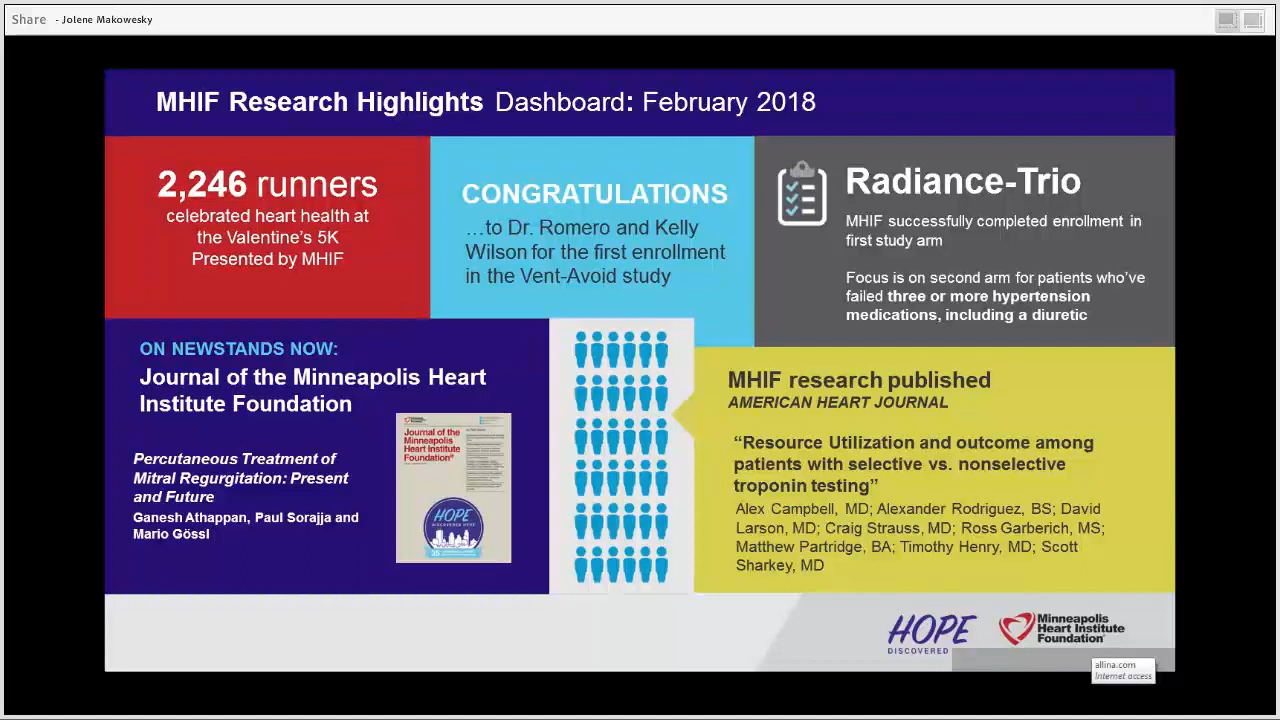 Share - Jolene Makowesky
MHIF Research Highlights Dashboard: February 2018
2,246 runners
celebrated heart health at
the Valentine's 5K
Presented by MHIF
CONGRATULATIONS
...to Dr. Romero and Kelly
Wilson for the first enrollment
in the Vent-Avoid study
Radiance-Trio
MHIF successfully completed enrollment in
first study arm
Focus is on second arm for patients who've
failed three or more hypertension
medications, including a diuretic
ON NEWSTANDS NOW:
Journal of the Minneapolis Heart
Institute Foundation
Percutaneous Treatment of
Mitral Regurgitation: Present
and Future
Ganesh Athappan, Paul Sorajja and
Mario Gössl
Journal of the
Minneapolis
Heart Institute
Foundation®
HOPE
DISCOVERED HERE
35
MHIF research published
AMERICAN HEART JOURNAL
“Resource Utilization and outcome among
patients with selective vs. nonselective
troponin testing”
Alex Campbell, MD; Alexander Rodriguez, BS; David
Larson, MD; Craig Strauss, MD; Ross Garberich, MS;
Matthew Partridge, BA; Timothy Henry, MD; Scott
Sharkey, MD
HOPE
DISCOVERED
Minneapolis
Heart Institute
Foundation®
allina.com
Internet access